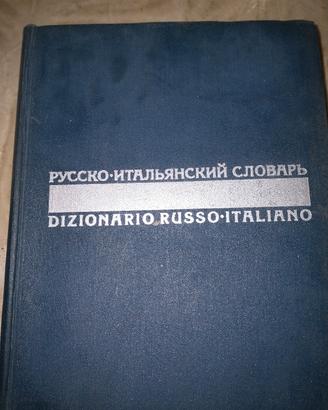 РУССКО·ИТАЛЬЯНСКИЙ СЛОВАРЬ
DIZIONARIO RUSSO·ITALIANO